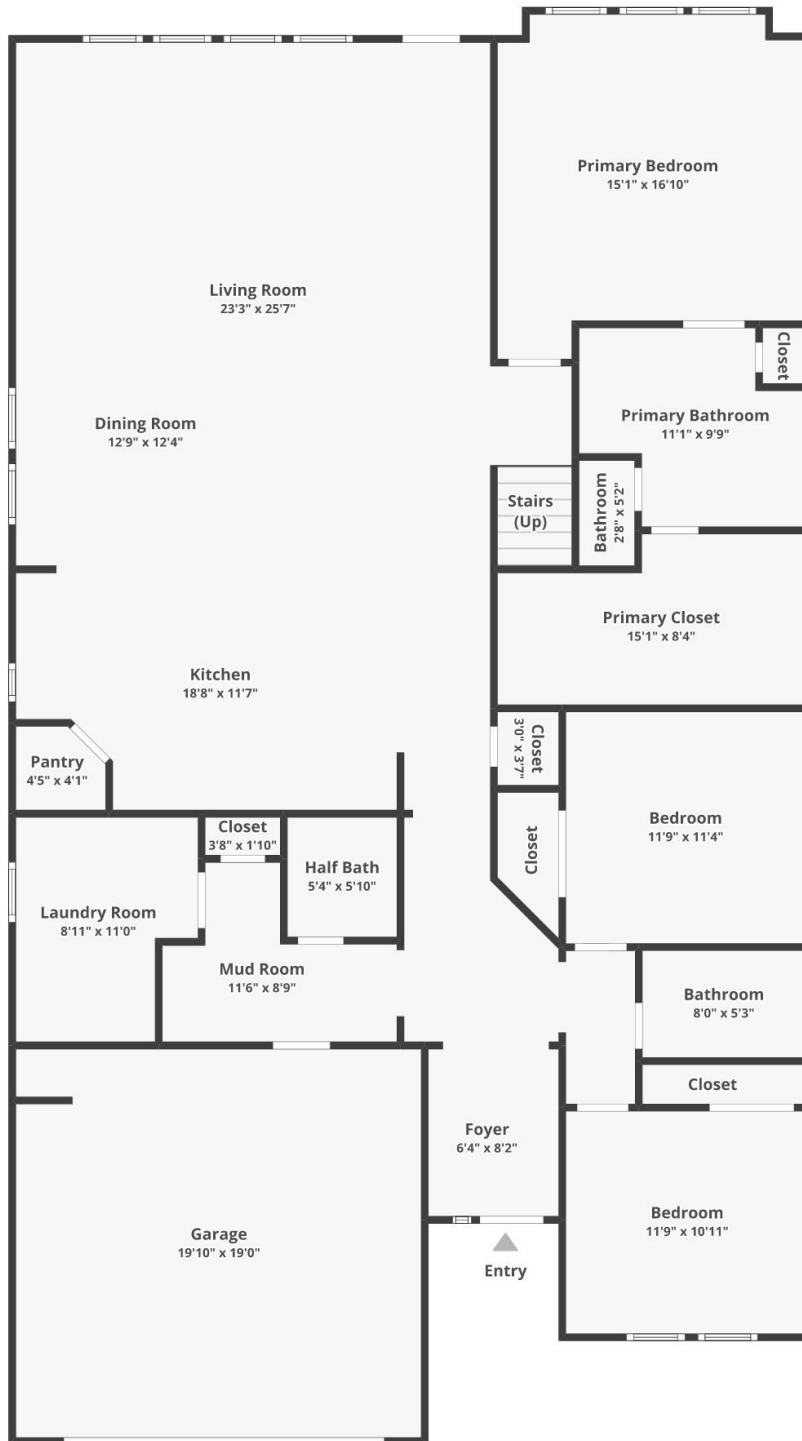 Primary Bedroom
15'1" x 16'10"
Living Room
23'3" x 25'7"
Closet
Primary Bathroom
11'1" x 9'9"
Dining Room
12'9" x 12'4"
Stairs
(Up)
Bathroom
2'8" x 5'2"
Primary Closet
15'1" x 8'4"
Kitchen
18'8" x 11'7"
Closet
3'0" x 3'7"
Pantry
4'5" x 4'1"
Bedroom
11'9" x 11'4"
Closet
3'8" x 1'10"
Closet
Half Bath
5'4" x 5'10"
Laundry Room
8'11" x 11'0"
Mud Room
11'6" x 8'9"
Bathroom
8'0" x 5'3"
Closet
Foyer
6'4" x 8'2"
Bedroom
11'9" x 10'11"
Garage
19'10" x 19'0"
Entry